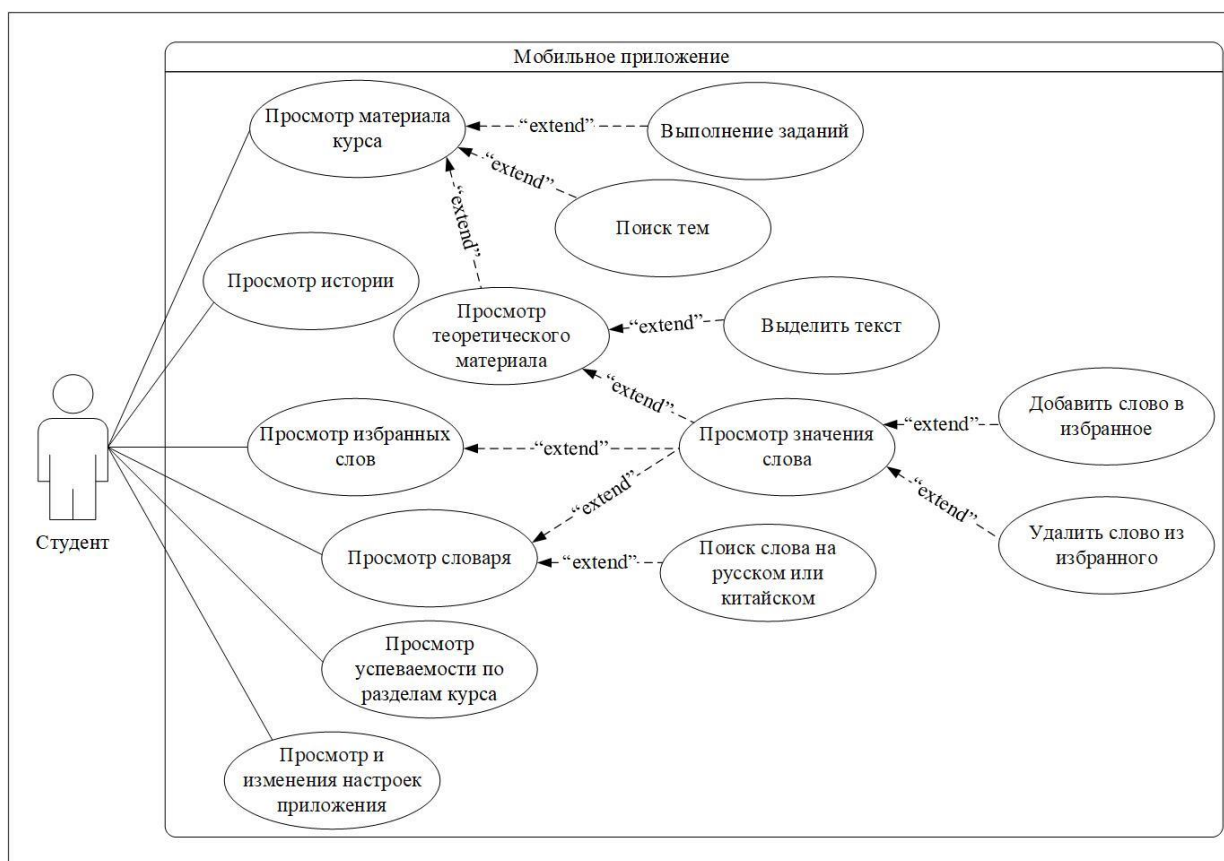 Мобильное приложение
Просмотр материала
курса
“extend”
Выполнение заданий
“extend”
Поиск тем
“extend”
Просмотр истории
Просмотр
теоретического
материала
“extend”
Выделить текст
“extend”
Просмотр избранных
слов
“extend”
Просмотр значения
слова
“extend”
Добавить слово в
избранное
“extend”
Удалить слово из
избранного
“extend”
Студент
Просмотр словаря
“extend”
Поиск слова на
русском или
китайском
Просмотр
успеваемости по
разделам курса
Просмотр и
изменения настроек
приложения